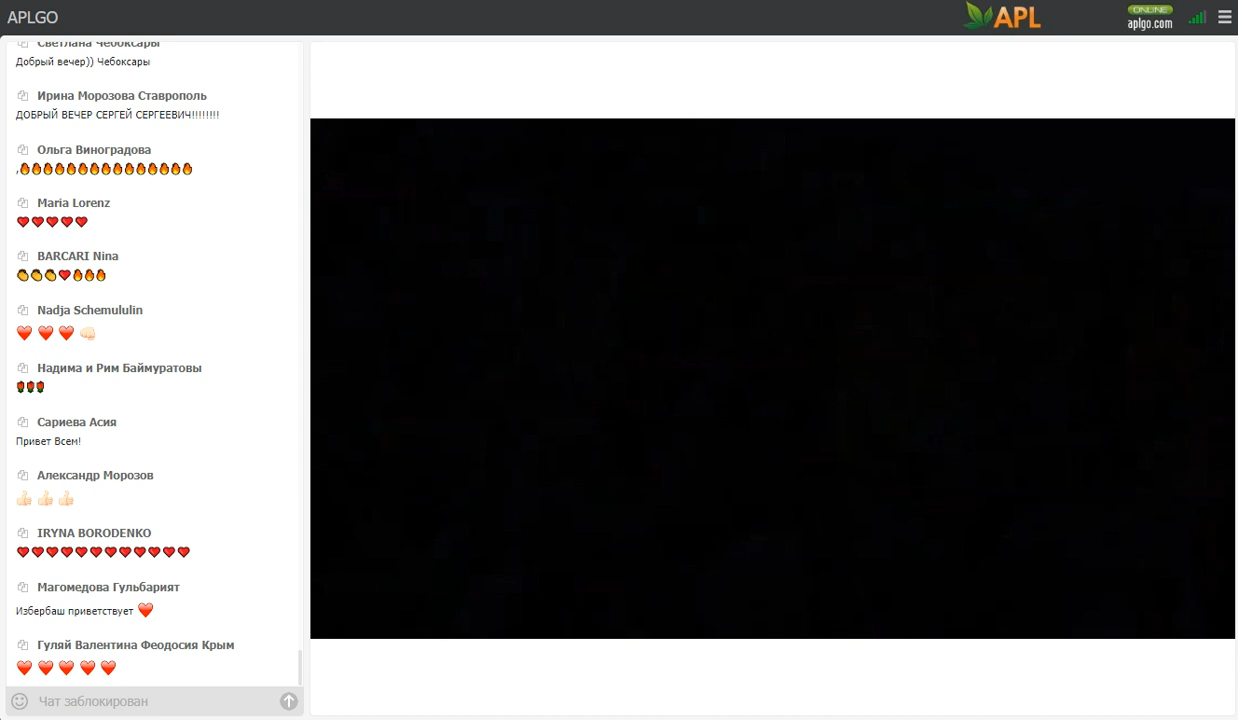 APLGO
APL
ONLINE
aplgo.com
Светлана Чебоксары
Добрый вечер)) Чебоксары
Ирина Морозова Ставрополь
ДОБРЫЙ ВЕЧЕР СЕРГЕЙ СЕРГЕЕВИЧ!!!!!!!!
Ольга Виноградова
,🔥🔥🔥🔥🔥🔥🔥🔥🔥🔥🔥🔥🔥🔥🔥
Maria Lorenz
❤❤❤❤❤
BARCARI Nina
👏👏👏❤🔥🔥🔥
Nadja Schemululin
❤❤❤👊🏻
Надима и Рим Баймуратовы
🌹🌹🌹
Сариева Асия
Привет Всем!
Александр Морозов
👍🏻👍🏻👍🏻
IRYNA BORODENKO
❤❤❤❤❤❤❤❤❤❤❤❤
Магомедова Гульбарият
Избербаш приветствует ❤
Гуляй Валентина Феодосия Крым
❤❤❤❤❤
Чат заблокирован